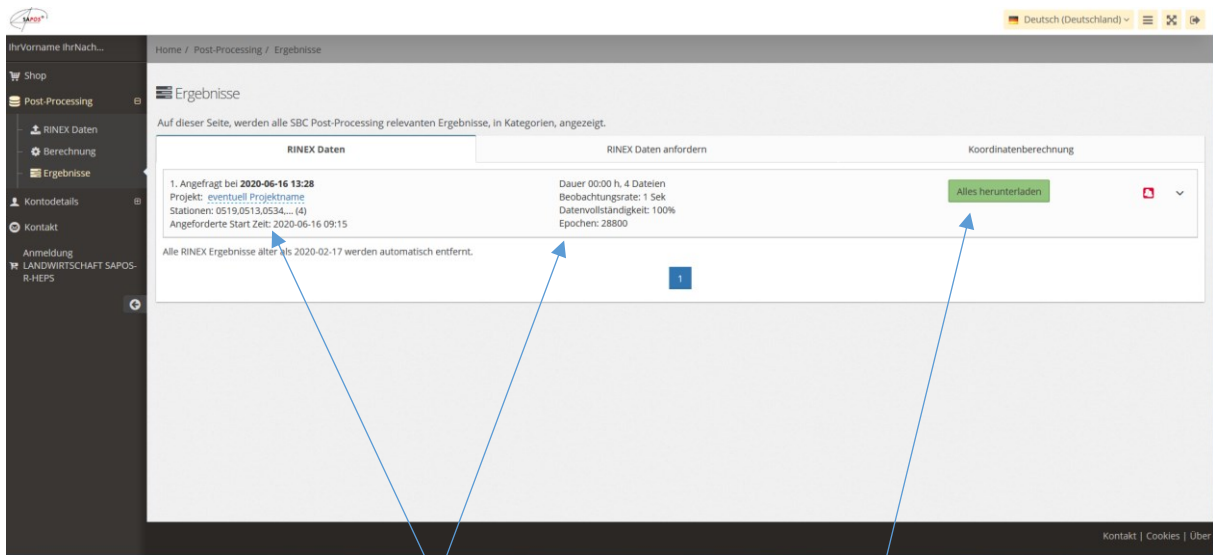 SAPOS®
Deutsch (Deutschland)
IhrVorname IhrNach...
Home / Post-Processing / Ergebnisse
Shop
Post-Processing
RINEX Daten
Berechnung
Ergebnisse
Kontodetails
Kontakt
Anmeldung
LANDWIRTSCHAFT SAPOS-
R-HEPS
Ergebnisse
Auf dieser Seite, werden alle SBC Post-Processing relevanten Ergebnisse, in Kategorien, angezeigt.
RINEX Daten
RINEX Daten anfordern
Koordinatenberechnung
1. Angefragt bei 2020-06-16 13:28
Projekt: eventuell Projektname
Stationen: 0519,0513,0534,... (4)
Angeforderte Start Zeit: 2020-06-16 09:15
Dauer 00:00 h, 4 Dateien
Beobachtungsrate: 1 Sek
Datenvollständigkeit: 100%
Epochen: 28800
Alles herunterladen
Alle RINEX Ergebnisse älter als 2020-02-17 werden automatisch entfernt.
1
Kontakt | Cookies | Über